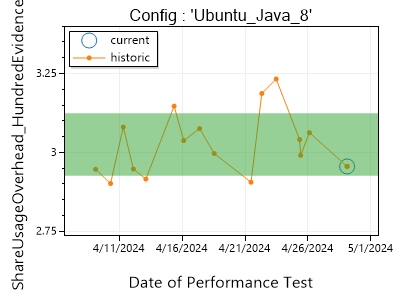 Config : 'Ubuntu_Java_8'
current
historic
ShareUsageOverhead_HundredEvidence
3.25
3
2.75
4/11/2024 4/16/2024 4/21/2024 4/26/2024 5/1/2024
Date of Performance Test